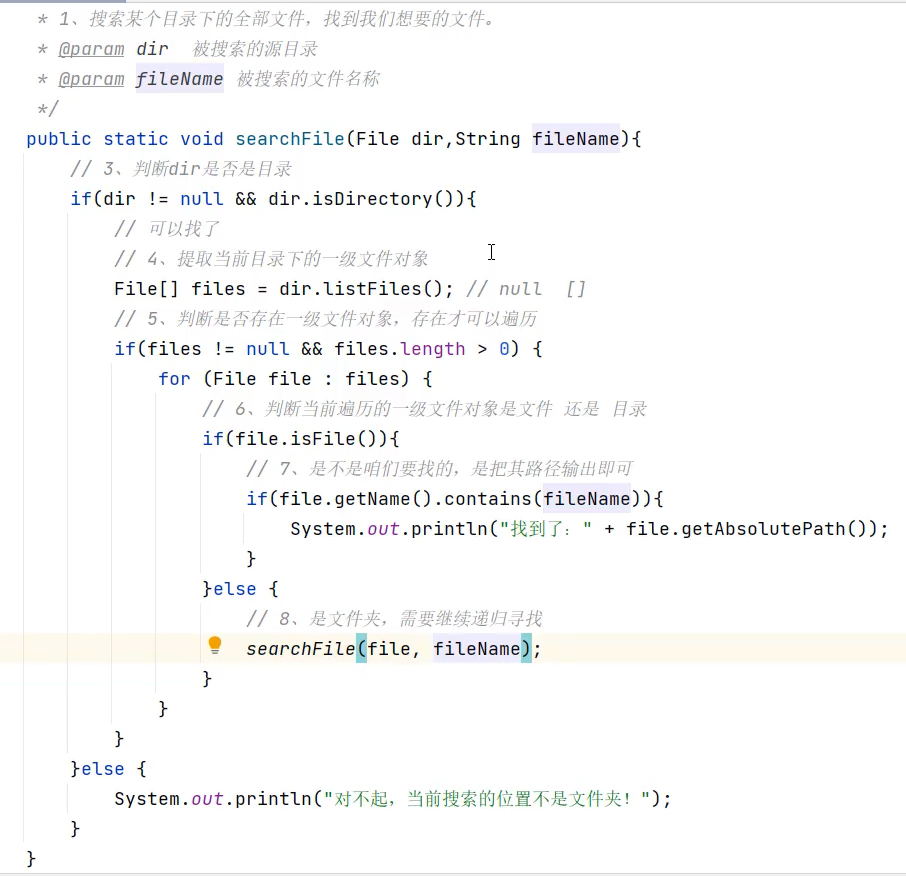 * 1、搜索某个目录下的全部文件，找到我们想要的文件。
* @param dir  被搜索的源目录
* @param fileName 被搜索的文件名称
*/
public static void searchFile(File dir,String fileName){
// 3、判断dir是否是目录
if(dir != null && dir.isDirectory()){
// 可以找了
// 4、提取当前目录下的一级文件对象
File[] files = dir.listFiles(); // null  []
// 5、判断是否存在一级文件对象，存在才可以遍历
if(files != null && files.length > 0) {
for (File file : files) {
// 6、判断当前遍历的一级文件对象是文件 还是 目录
if(file.isFile()){
// 7、是不是咱们要找的，是把其路径输出即可
if(file.getName().contains(fileName)){
System.out.println("找到了：" + file.getAbsolutePath());
}
}else {
// 8、是文件夹，需要继续递归寻找
searchFile(file, fileName);
}
}
}
}else {
System.out.println("对不起，当前搜索的位置不是文件夹！");
}
}